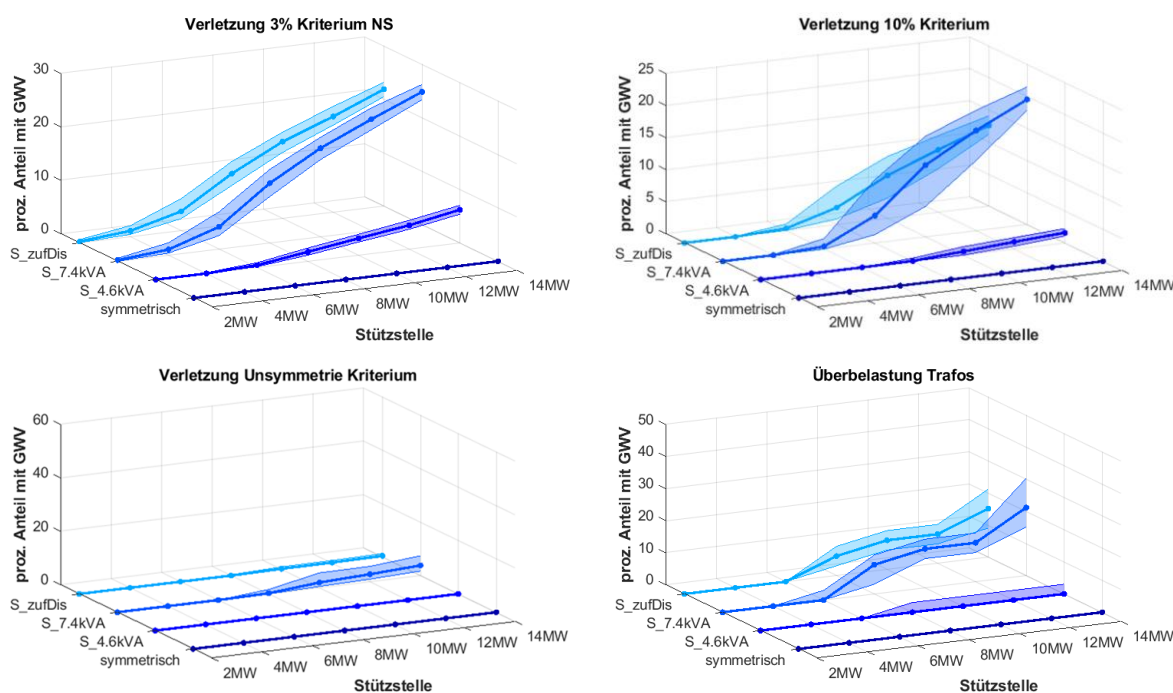 Verletzung 3% Kriterium NS
proz. Anteil mit GWV
30
20
10
0
S_zufDis
S_7.4kVA
S_4.6kVA
symmetrisch
2MW
4MW
6MW
8MW
10MW
12MW
14MW
Stützstelle
Verletzung 10% Kriterium
proz. Anteil mit GWV
25
20
15
10
5
0
S_zufDis
S_7.4kVA
S_4.6kVA
symmetrisch
2MW
4MW
6MW
8MW
10MW
12MW
14MW
Stützstelle
Verletzung Unsymmetrie Kriterium
proz. Anteil mit GWV
60
40
20
0
S_zufDis
S_7.4kVA
S_4.6kVA
symmetrisch
2MW
4MW
6MW
8MW
10MW
12MW
14MW
Stützstelle
Überbelastung Trafos
proz. Anteil mit GWV
50
40
30
20
10
0
S_zufDis
S_7.4kVA
S_4.6kVA
symmetrisch
2MW
4MW
6MW
8MW
10MW
12MW
14MW
Stützstelle